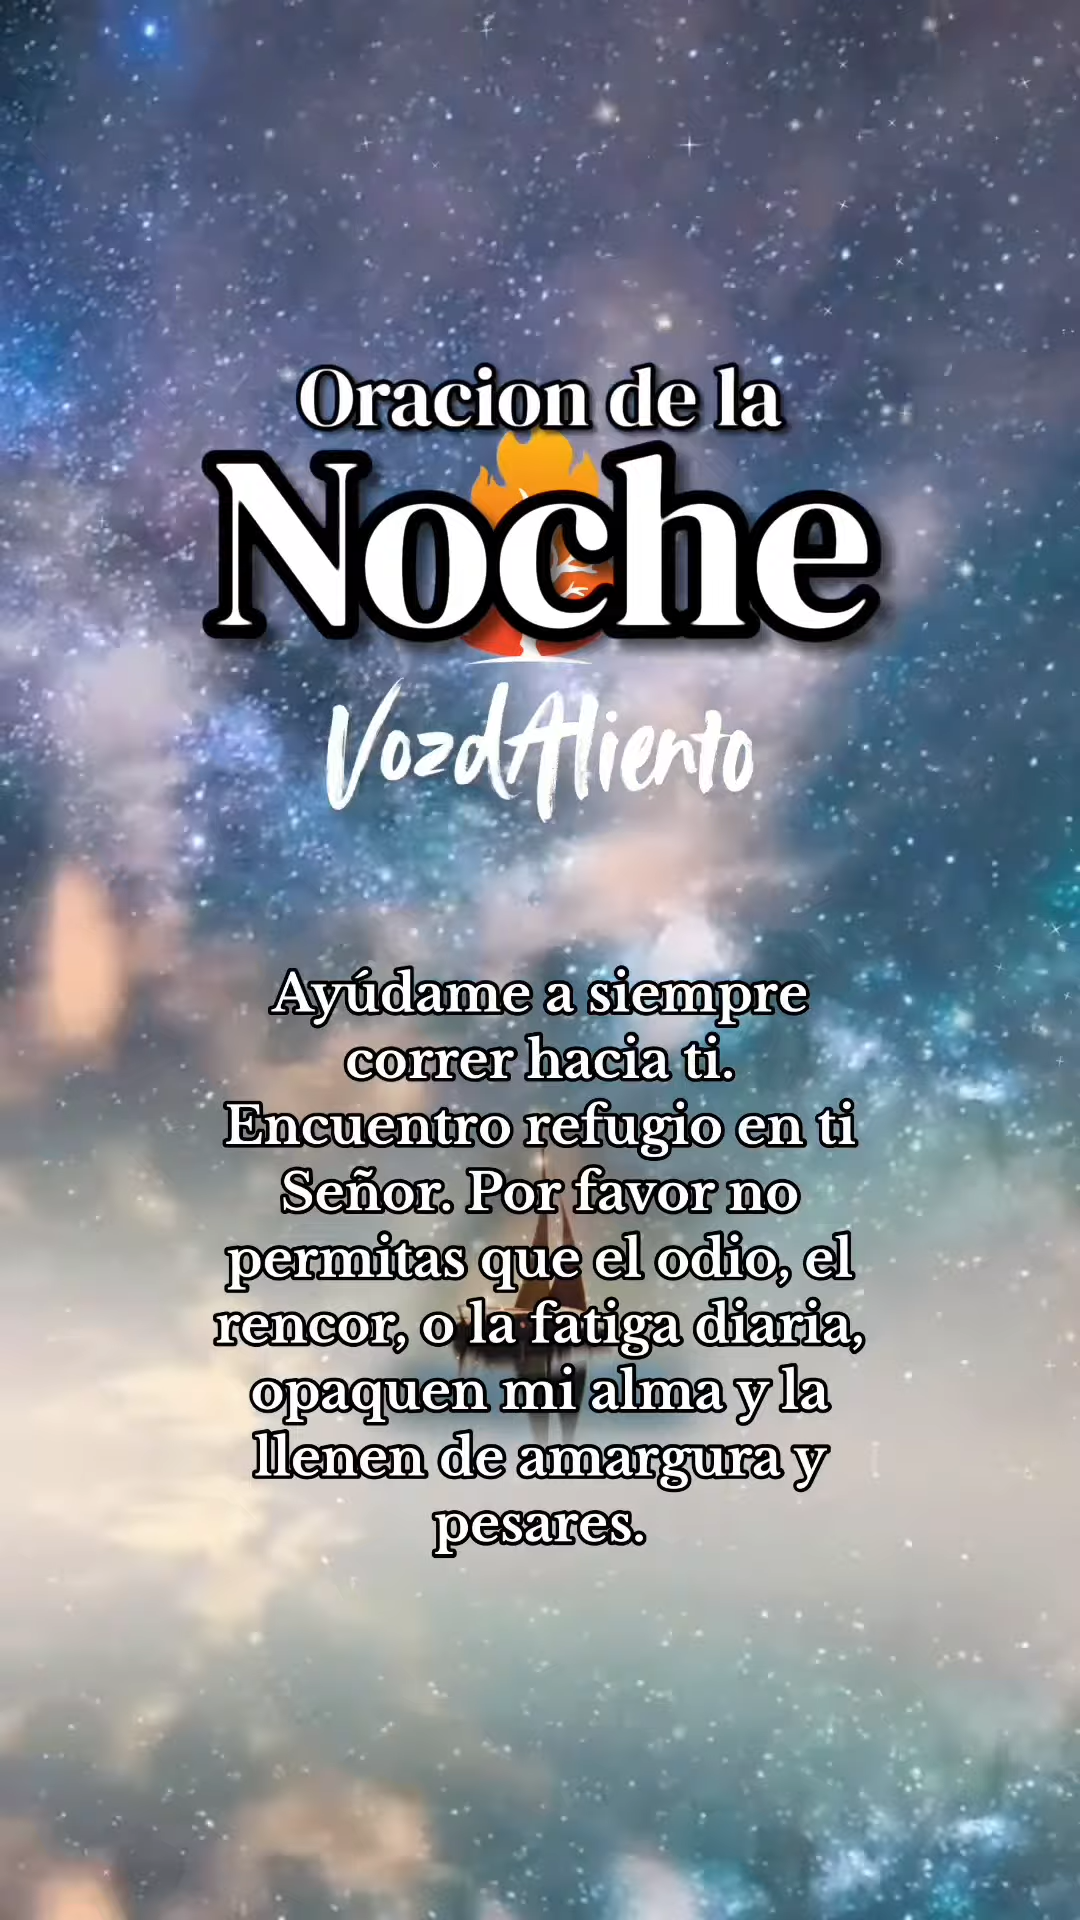 Oracion de la
Noche
VozdAliento
Ayúdame a siempre
correr hacia ti.
Encuentro refugio en ti
Señor. Por favor no
permitas que el odio, el
rencor, o la fatiga diaria,
opaquen mi alma y la
llenen de amargura y
pesares.